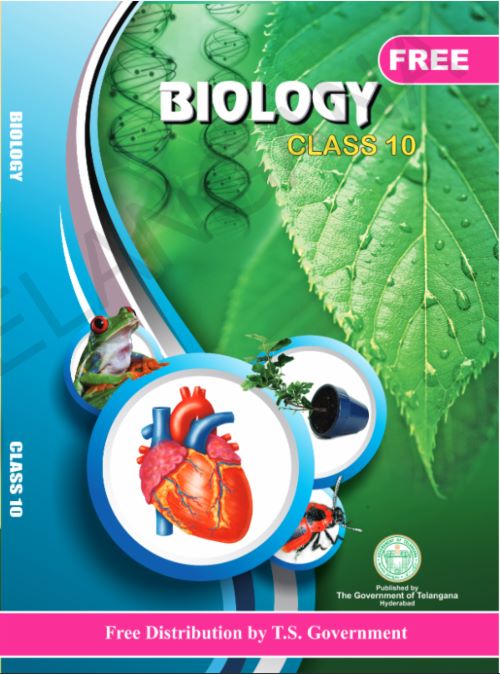 BIOLOGY
CLASS 10
FREE
BIOLOGY
CLASS 10
Published by
The Government of Telangana
Hyderabad
Free Distribution by T.S. Government